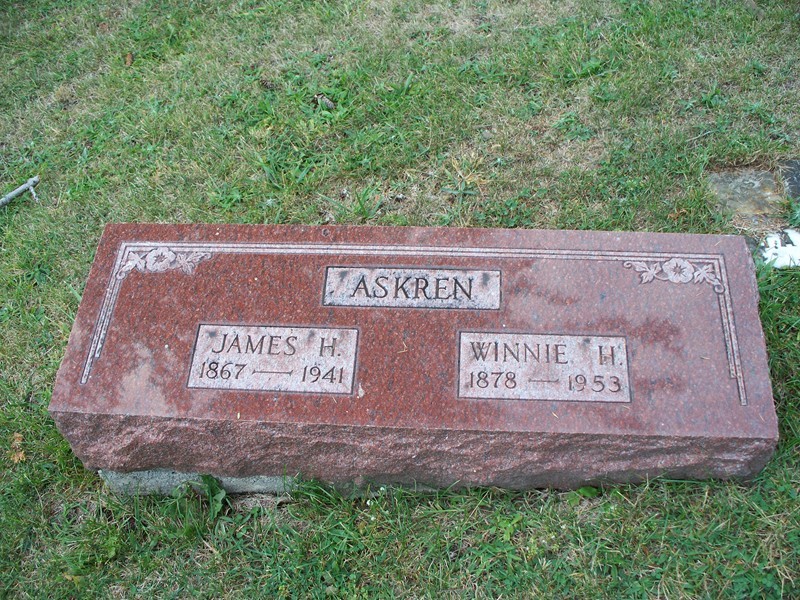 ASKREN
JAMES H.
1867 — 1941
WINNIE H.
1878 — 1953